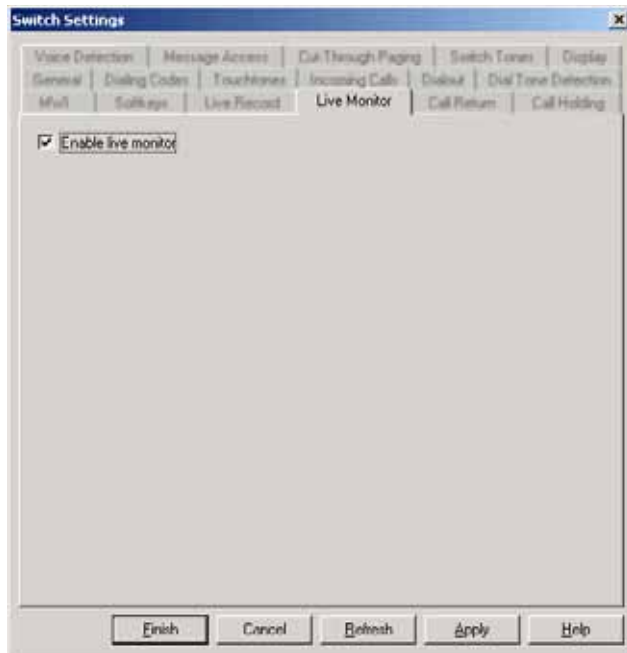 Switch Settings
Voice Detection Message Access Cut Through Paging Switch Tones Display
General Dialing Codes Touchtones Incoming Calls Dialout Dial Tone Detection
MWI Softkeys Live Record Live Monitor Call Return Call Holding
Enable live monitor
Finish Cancel Refresh Apply Help